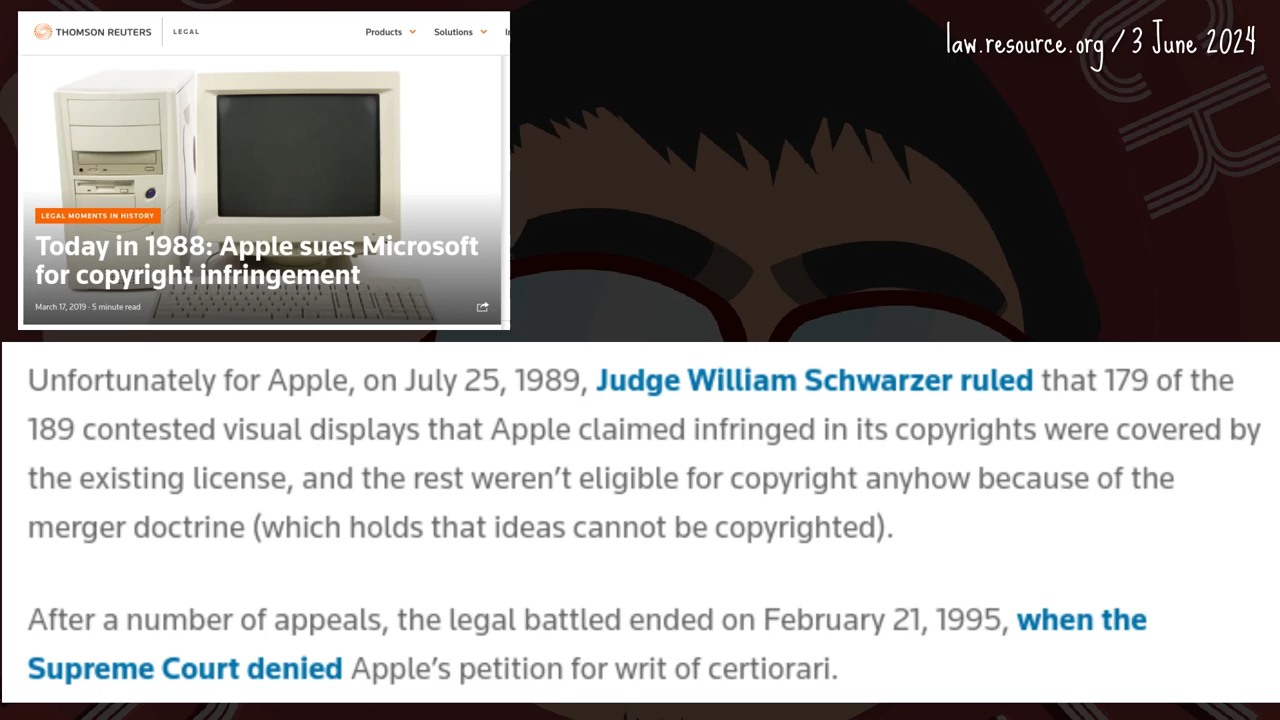 THOMSON REUTERS
LEGAL
Products
Solutions
law.resource.org / 3 June 2024
LEGAL MOMENTS IN HISTORY
Today in 1988: Apple sues Microsoft
for copyright infringement
March 17, 2019 · 5 minute read
Unfortunately for Apple, on July 25, 1989, Judge William Schwarzer ruled that 179 of the
189 contested visual displays that Apple claimed infringed in its copyrights were covered by
the existing license, and the rest weren’t eligible for copyright anyhow because of the
merger doctrine (which holds that ideas cannot be copyrighted).
After a number of appeals, the legal battled ended on February 21, 1995, when the
Supreme Court denied Apple’s petition for writ of certiorari.